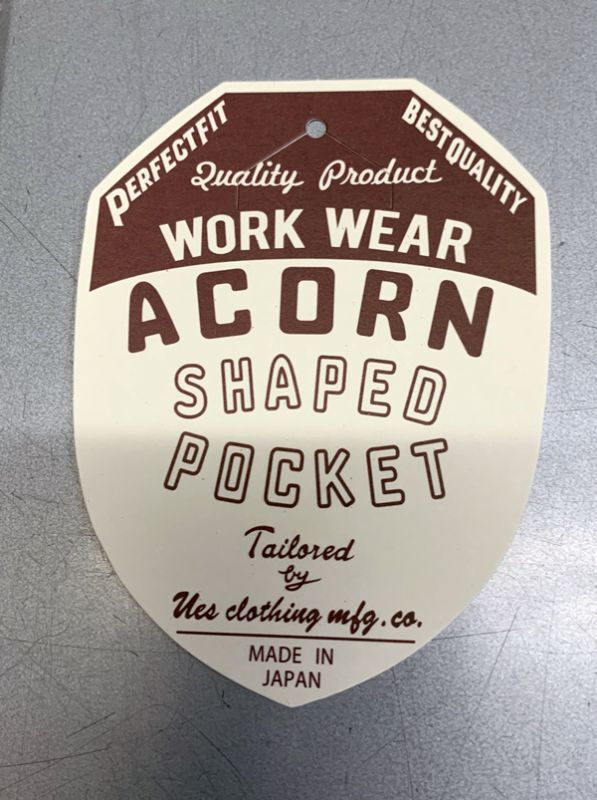 PERFECTFIT
BESTQUALITY
Quality Product
WORK WEAR
ACORN
SHAPED
POCKET
Tailored
by
Ues clothing mfg.co.
MADE IN
JAPAN